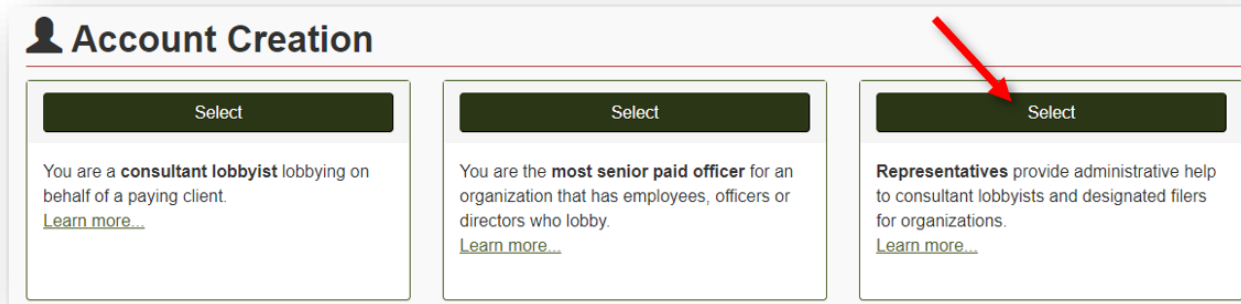 Account Creation
Select
You are a consultant lobbyist lobbying on
behalf of a paying client.
Learn more...
Select
You are the most senior paid officer for an
organization that has employees, officers or
directors who lobby.
Learn more...
Select
Representatives provide administrative help
to consultant lobbyists and designated filers
for organizations.
Learn more...